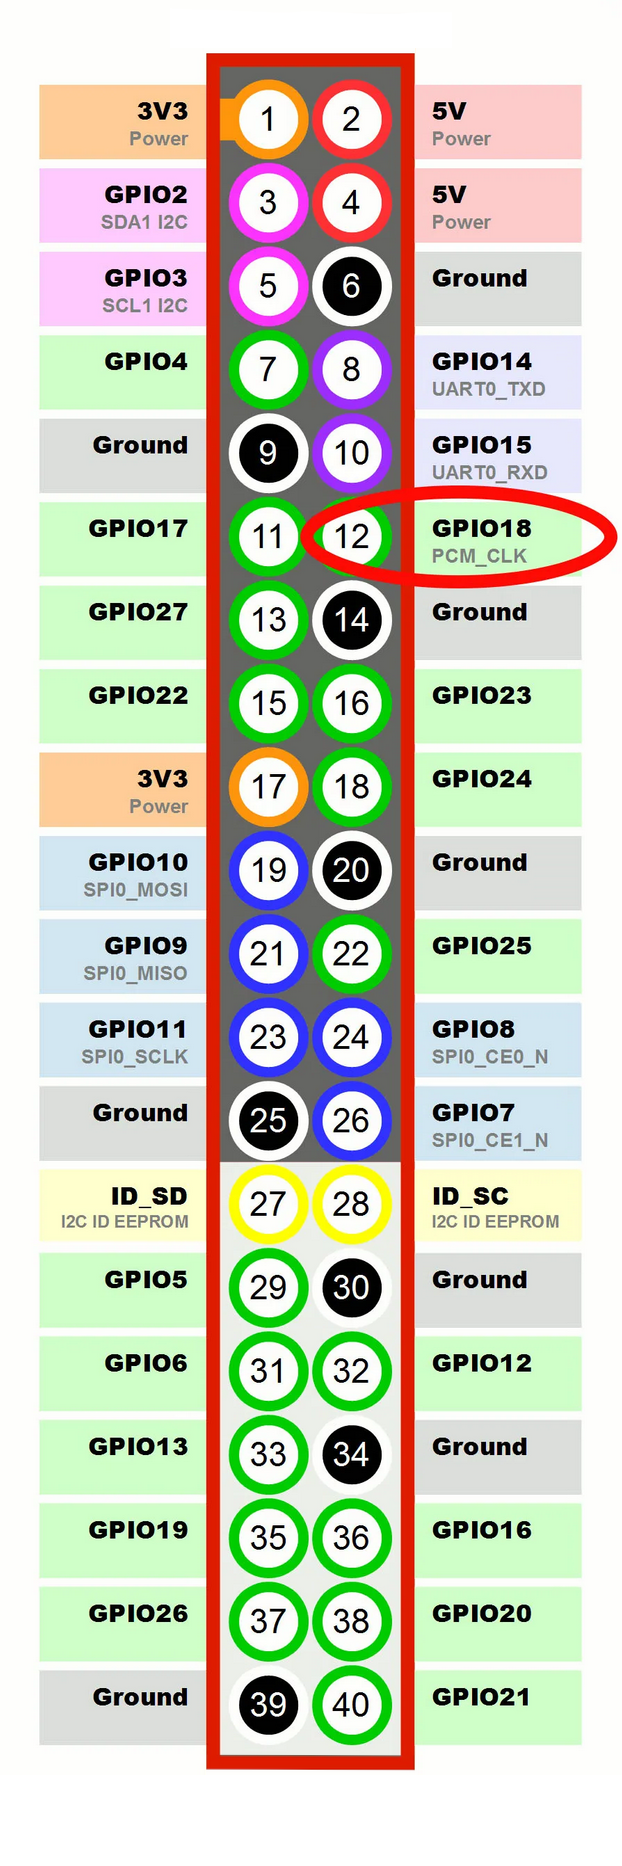 3V3 1 2 5V
Power Power
GPIO2 3 4 5V
SDA1 I2C Power
GPIO3 5 6 Ground
SCL1 I2C
GPIO4 7 8 GPIO14
UART0_TXD
Ground 9 10 GPIO15
UART0_RXD
GPIO17 11 12 GPIO18
PCM_CLK
GPIO27 13 14 Ground
GPIO22 15 16 GPIO23
3V3 17 18 GPIO24
Power
GPIO10 19 20 Ground
SPI0_MOSI
GPIO9 21 22 GPIO25
SPI0_MISO
GPIO11 23 24 GPIO8
SPI0_SCLK SPI0_CE0_N
Ground 25 26 GPIO7
SPI0_CE1_N
ID_SD 27 28 ID_SC
I2C ID EEPROM I2C ID EEPROM
GPIO5 29 30 Ground
GPIO6 31 32 GPIO12
GPIO13 33 34 Ground
GPIO19 35 36 GPIO16
GPIO26 37 38 GPIO20
Ground 39 40 GPIO21